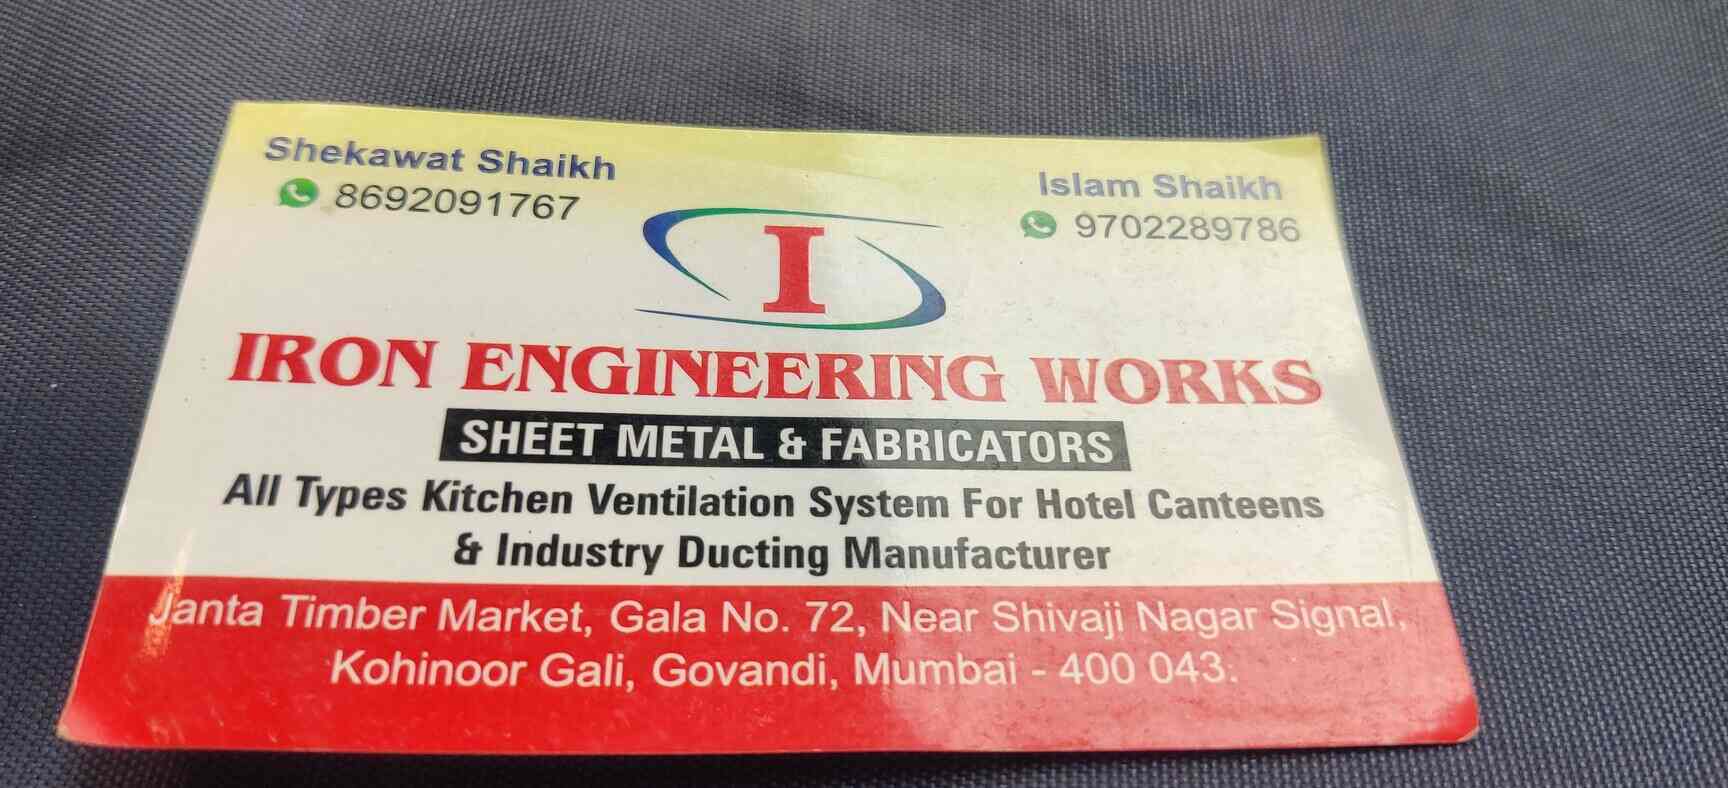 Shekawat Shaikh
8692091767
Islam Shaikh
9702289786
I
IRON ENGINEERING WORKS
SHEET METAL & FABRICATORS
All Types Kitchen Ventilation System For Hotel Canteens
& Industry Ducting Manufacturer
Janta Timber Market, Gala No. 72, Near Shivaji Nagar Signal,
Kohinoor Gali, Govandi, Mumbai - 400 043.